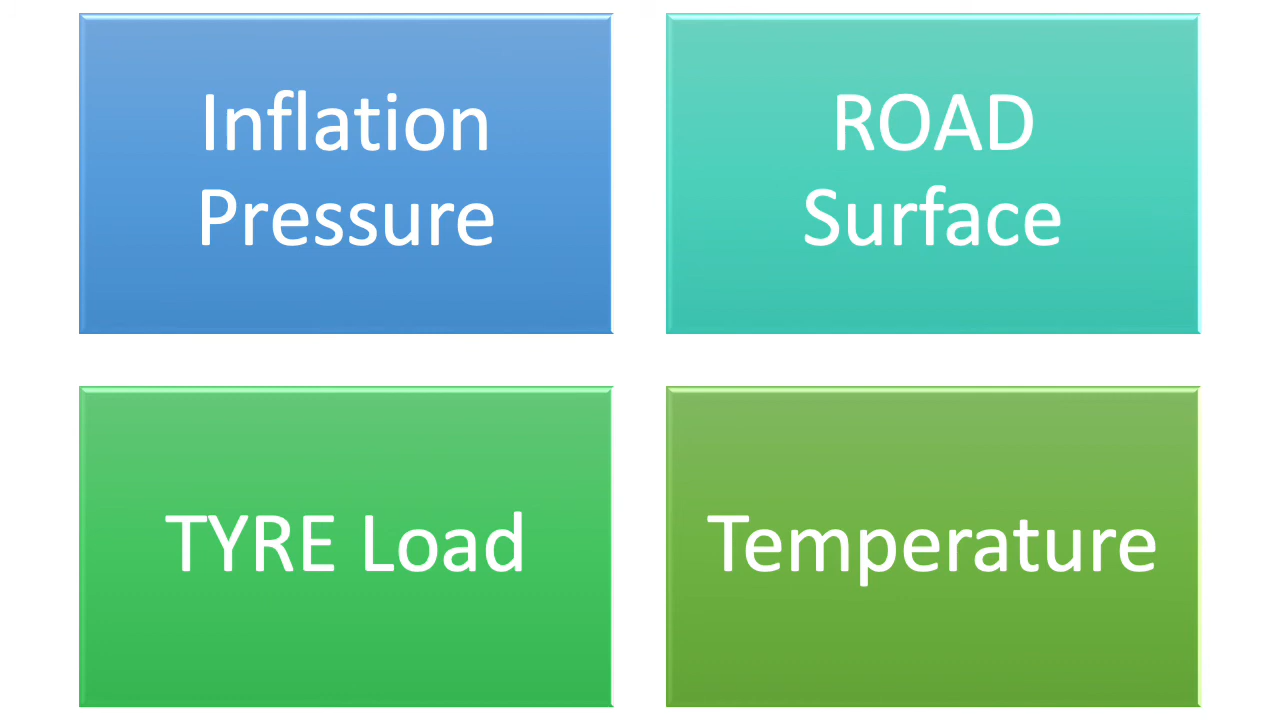 Inflation
Pressure
ROAD
Surface
TYRE Load
Temperature